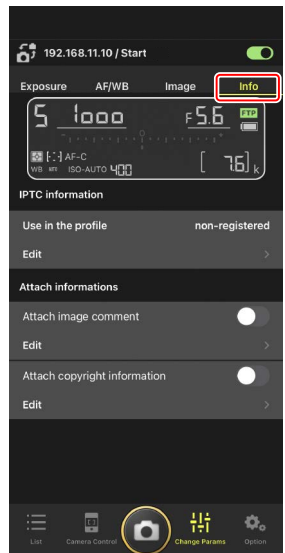 192.168.11.10 / Start
Exposure AF/WB Image Info
S 1000 F5.6 FTP
[ 7.6] k
AF-C
WB ISO-AUTO 400
IPTC information
Use in the profile non-registered
Edit >
Attach informations
Attach image comment
Edit >
Attach copyright information
Edit >
List Camera Control Change Params Option